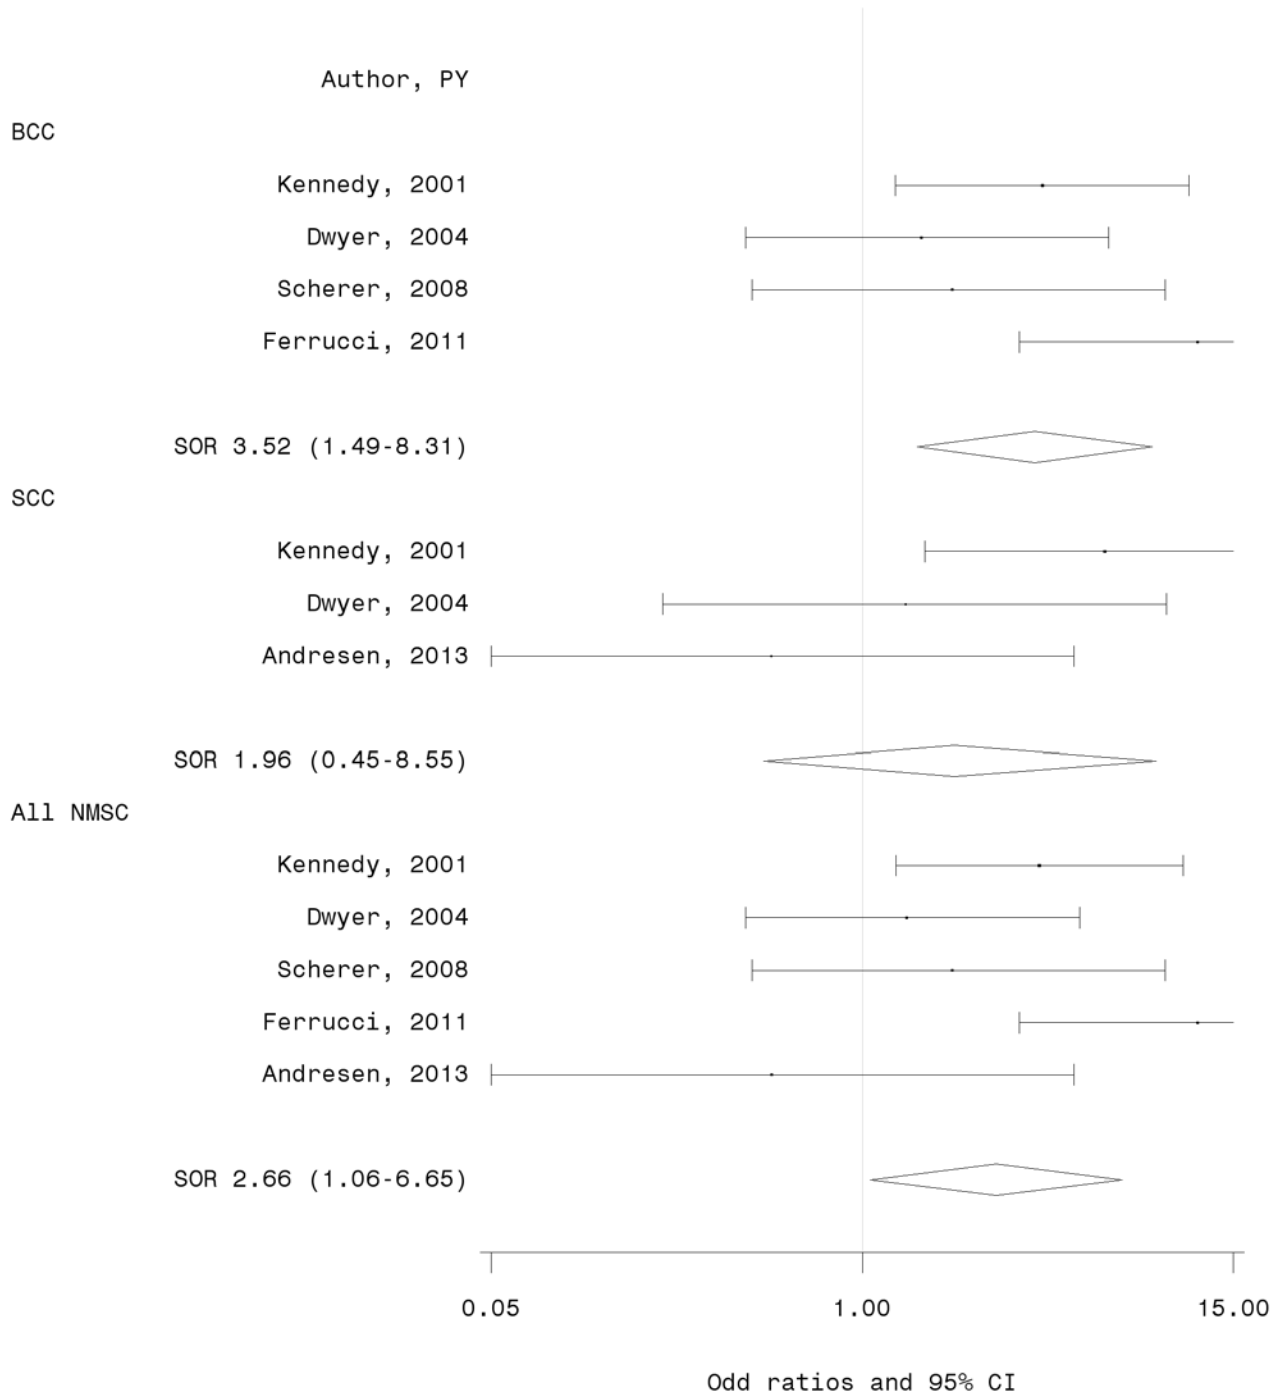 Author, PY
BCC
Kennedy, 2001
Dwyer, 2004
Scherer, 2008
Ferrucci, 2011
SOR 3.52 (1.49-8.31)
SCC
Kennedy, 2001
Dwyer, 2004
Andresen, 2013
SOR 1.96 (0.45-8.55)
All NMSC
Kennedy, 2001
Dwyer, 2004
Scherer, 2008
Ferrucci, 2011
Andresen, 2013
SOR 2.66 (1.06-6.65)
0.05 1.00 15.00
Odd ratios and 95% CI